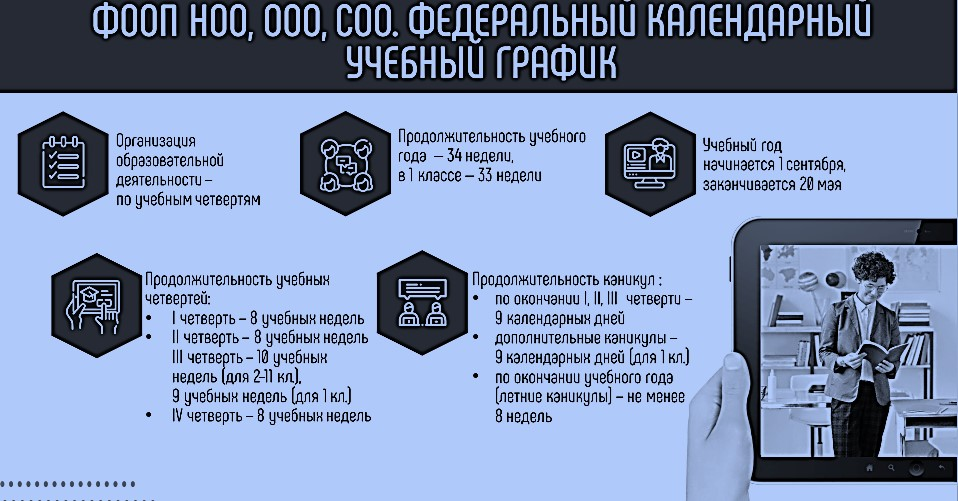 ФООП НОО, ООО, СОО. ФЕДЕРАЛЬНЫЙ КАЛЕНДАРНЫЙ
УЧЕБНЫЙ ГРАФИК
Организация
образовательной
деятельности –
по учебным четвертям
Продолжительность учебного
года – 34 недели,
в 1 классе – 33 недели
Учебный год
начинается 1 сентября,
заканчивается 20 мая
Продолжительность учебных
четвертей:
• I четверть – 8 учебных недель
• II четверть – 8 учебных недель
III четверть – 10 учебных
недель (для 2-11 кл.),
9 учебных недель (для 1 кл.)
• IV четверть – 8 учебных недель
Продолжительность каникул :
• по окончании I, II, III четверти –
9 календарных дней
• дополнительные каникулы –
9 календарных дней (для 1 кл.)
• по окончании учебного года
(летние каникулы) – не менее
8 недель